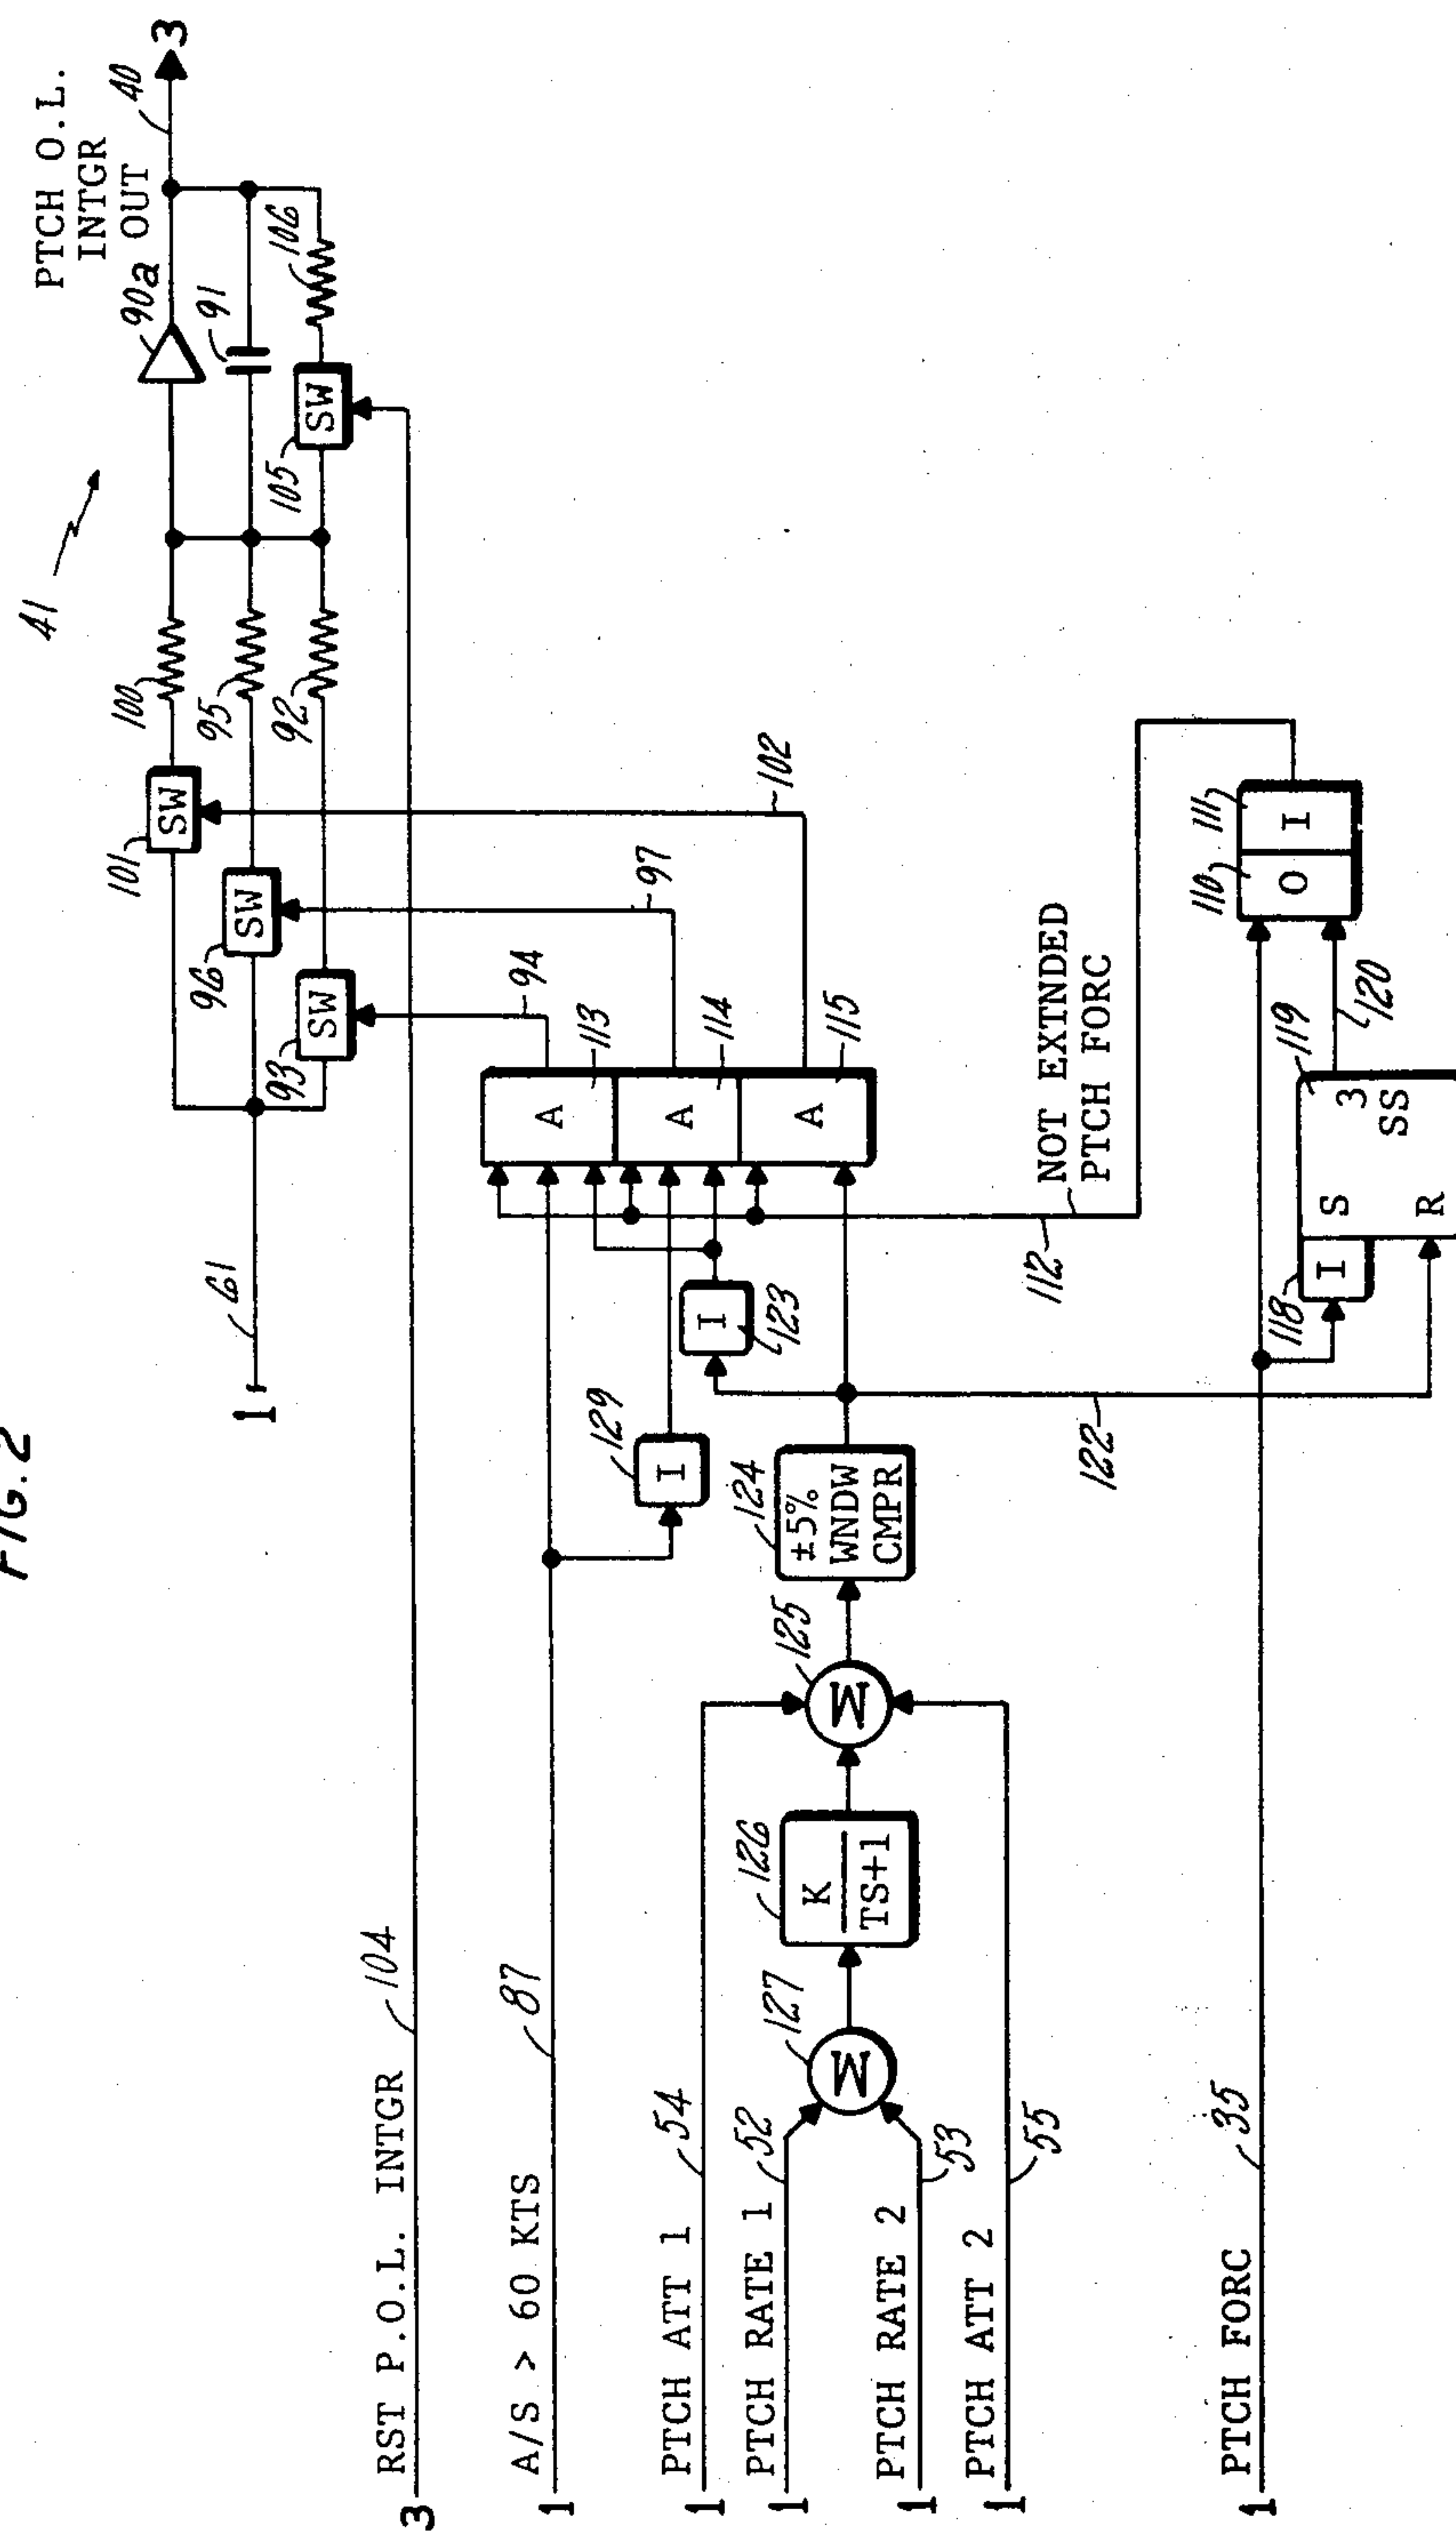 FIG. 2
PTCH O.L.
INTGR
OUT
40
3
41
90a
91
106
105
SW
100
95
92
101
SW
96
SW
93
SW
102
97
94
61
1
3
RST P.O.L. INTGR
104
1
A/S > 60 KTS
87
129
I
123
I
113
A
114
A
115
A
1
PTCH ATT 1
54
1
PTCH RATE 1
52
1
PTCH RATE 2
53
1
PTCH ATT 2
55
127
M
126
K
TS+1
125
M
124
±5%
WNDW
CMPR
122
112
NOT EXTNDED
PTCH FORC
110
O
111
I
1
PTCH FORC
35
118
I
S
R
3
SS
119
120